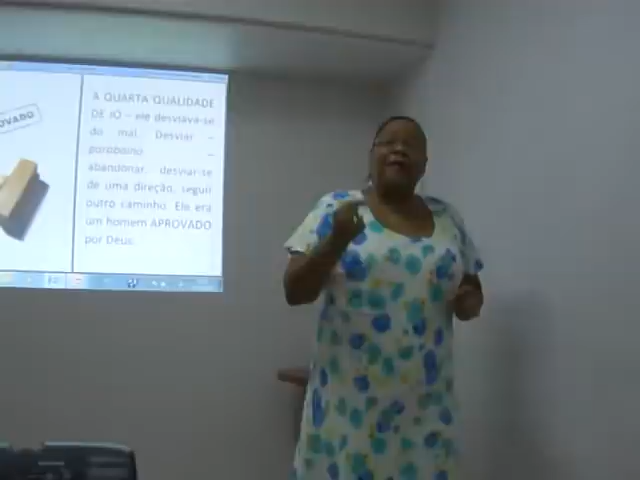 OVADO
A QUARTA QUALIDADE
DE JÓ – ele desviava-se
do mal. Desviar –
paraboino –
abandonar, desviar-se
de uma direção, seguir
outro caminho. Ele era
um homem APROVADO
por Deus.